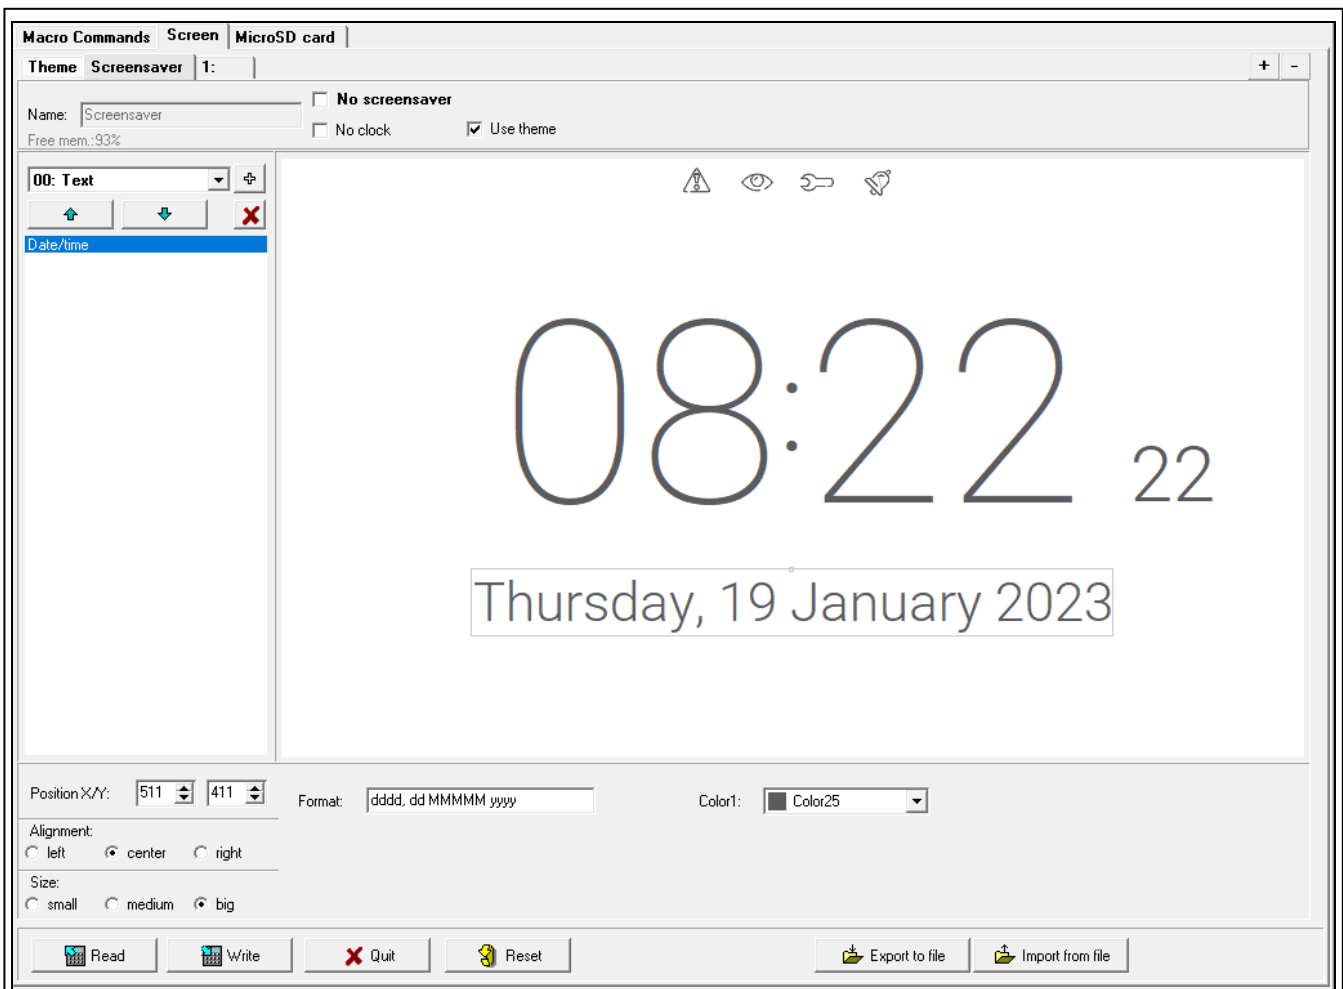 Macro Commands Screen MicroSD card
Theme Screensaver 1: + -
No screensaver
Name: Screensaver
No clock Use theme
Free mem.:93%
00: Text
Date/time
08:22 22
Thursday, 19 January 2023
Position X/Y: 511 411 Format: dddd, dd MMMMM yyyy Color1: Color25
Alignment:
left center right
Size:
small medium big
Read Write Quit Reset Export to file Import from file